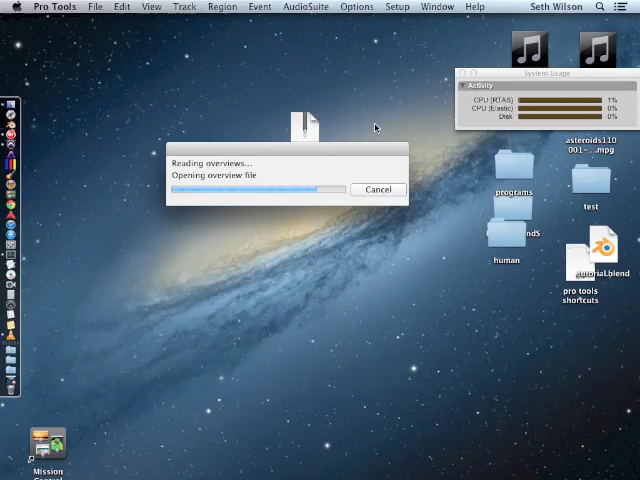 Pro Tools File Edit View Track Region Event AudioSuite Options Setup Window Help Seth Wilson
System Usage
Activity
CPU (RTAS) 1%
CPU (Elastic) 0%
Disk 0%
asteroids110
001-...mpg
Reading overviews...
Opening overview file
Cancel
programs
test
ndS
human
tutorial.blend
pro tools
shortcuts
Mission
Control